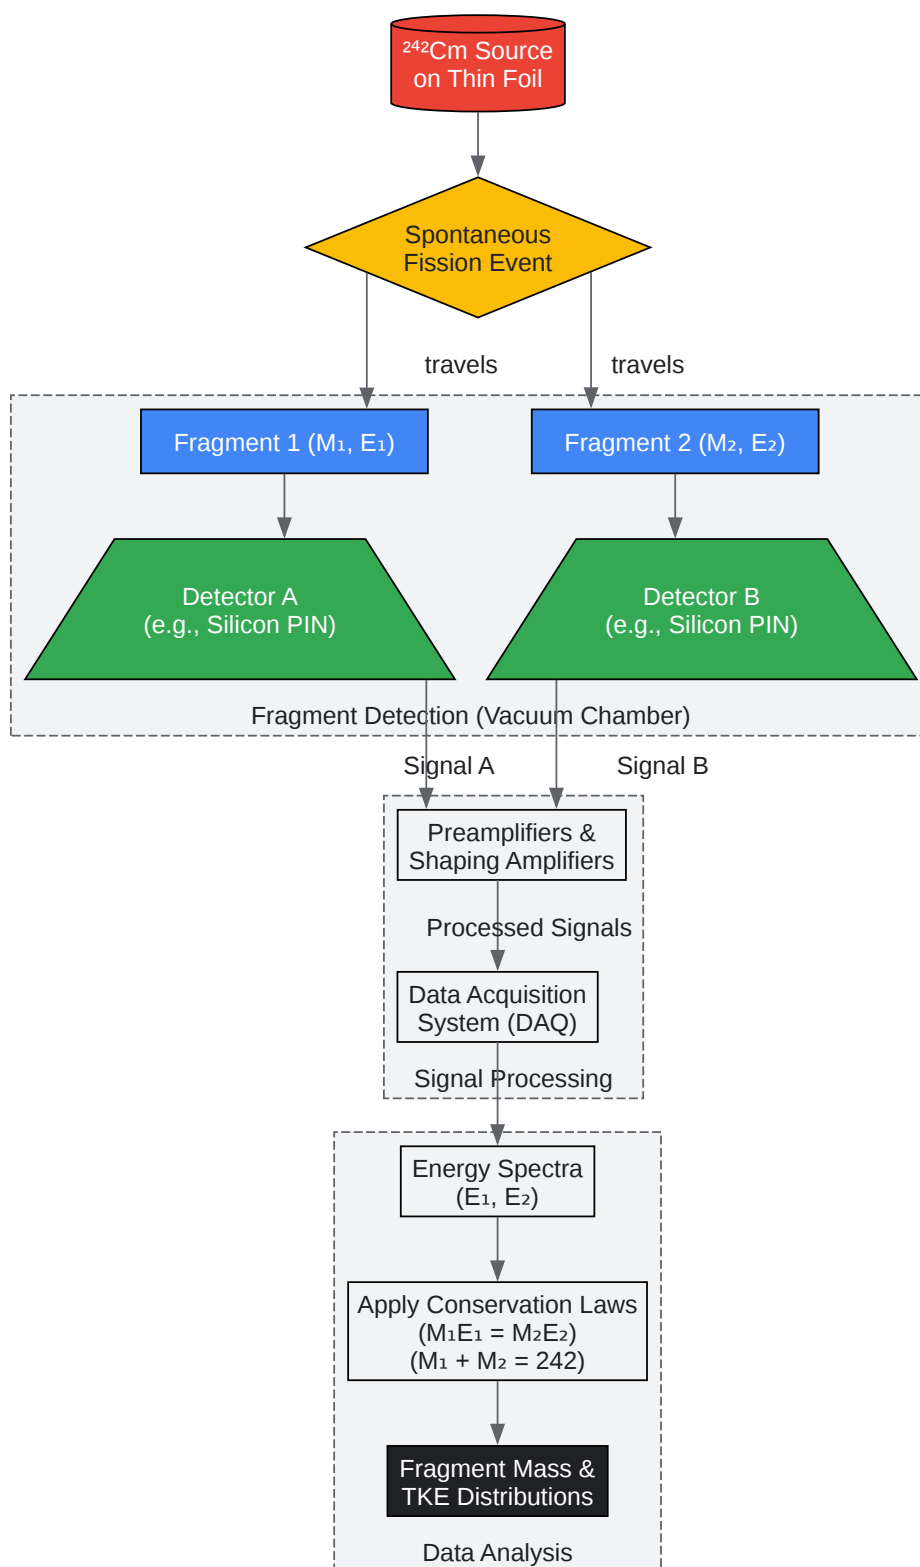 ²⁴²Cm Source
on Thin Foil
Spontaneous
Fission Event
travels
travels
Fragment 1 (M₁, E₁)
Fragment 2 (M₂, E₂)
Detector A
(e.g., Silicon PIN)
Detector B
(e.g., Silicon PIN)
Fragment Detection (Vacuum Chamber)
Signal A
Signal B
Preamplifiers &
Shaping Amplifiers
Processed Signals
Data Acquisition
System (DAQ)
Signal Processing
Energy Spectra
(E₁, E₂)
Apply Conservation Laws
(M₁E₁ = M₂E₂)
(M₁ + M₂ = 242)
Fragment Mass &
TKE Distributions
Data Analysis